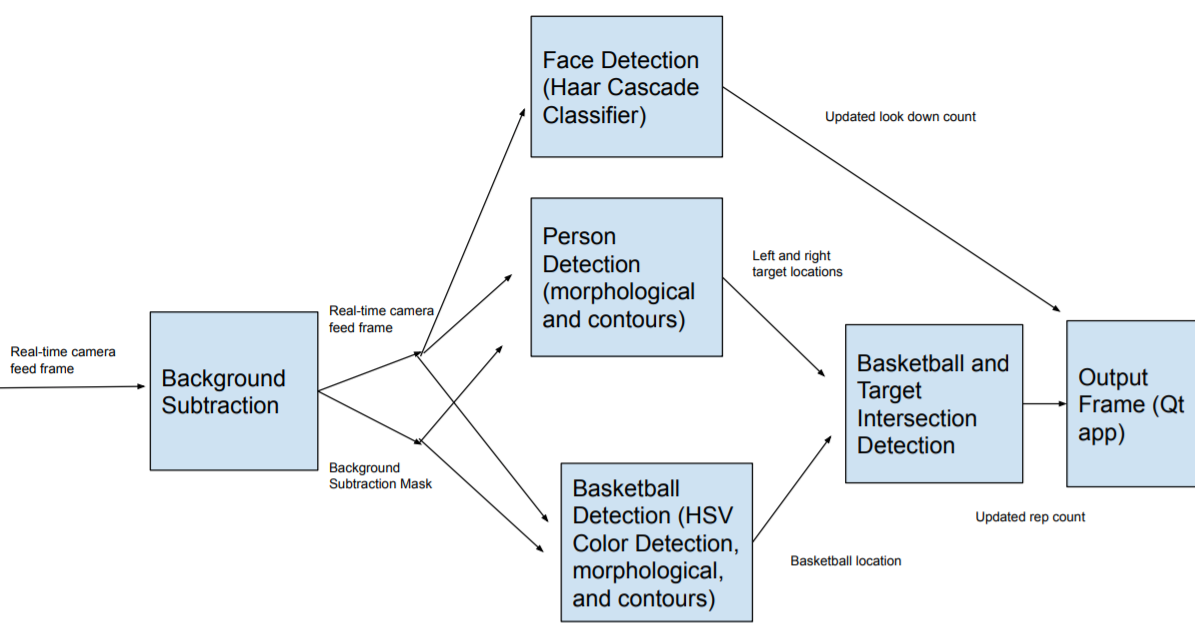 Real-time camera
feed frame
Background
Subtraction
Real-time camera
feed frame
Background
Subtraction Mask
Face Detection
(Haar Cascade
Classifier)
Person
Detection
(morphological
and contours)
Basketball
Detection (HSV
Color Detection,
morphological,
and contours)
Updated look down count
Left and right
target locations
Basketball location
Basketball and
Target
Intersection
Detection
Updated rep count
Output
Frame (Qt
app)